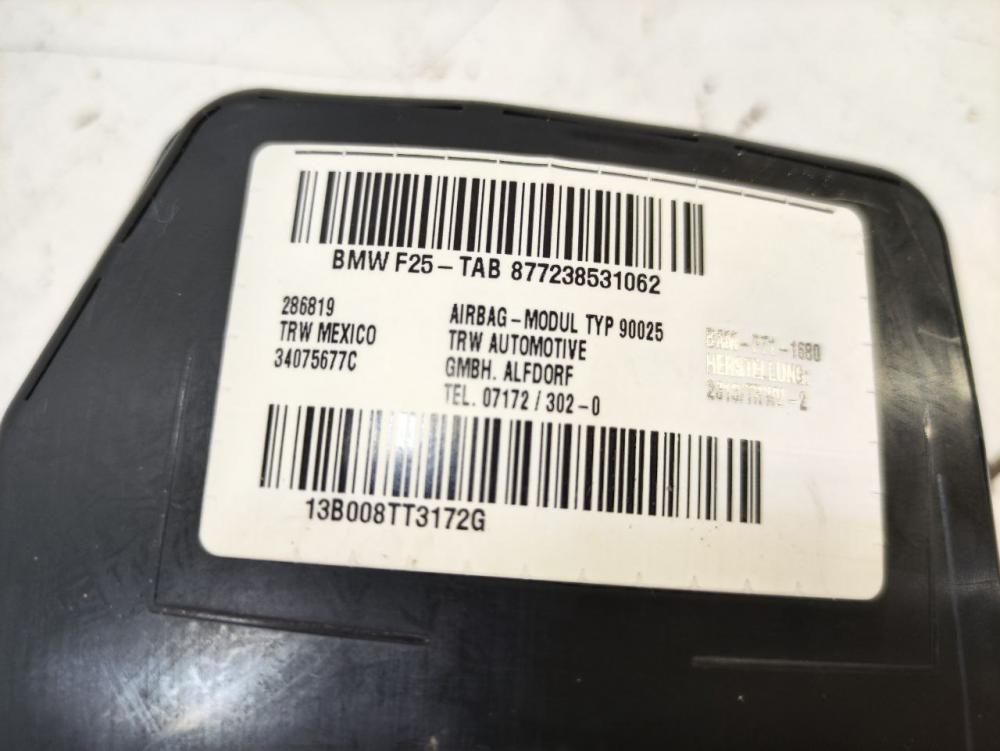 BMW F25-TAB 877238531062
286819
TRW MEXICO
34075677C
AIRBAG-MODUL TYP 90025
TRW AUTOMOTIVE
GMBH. ALFDORF
TEL. 07172 / 302-0
HERSTELLUNG:
13B008TT3172G